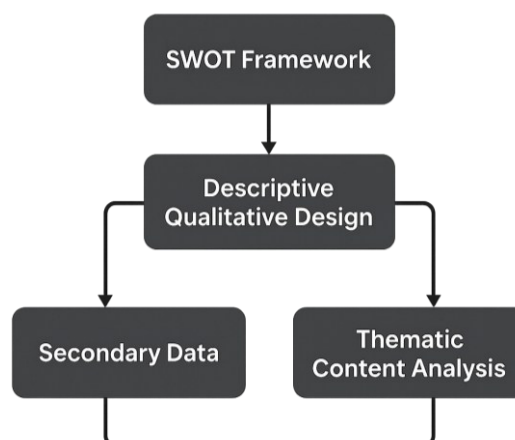 SWOT Framework
Descriptive
Qualitative Design
Secondary Data
Thematic
Content Analysis